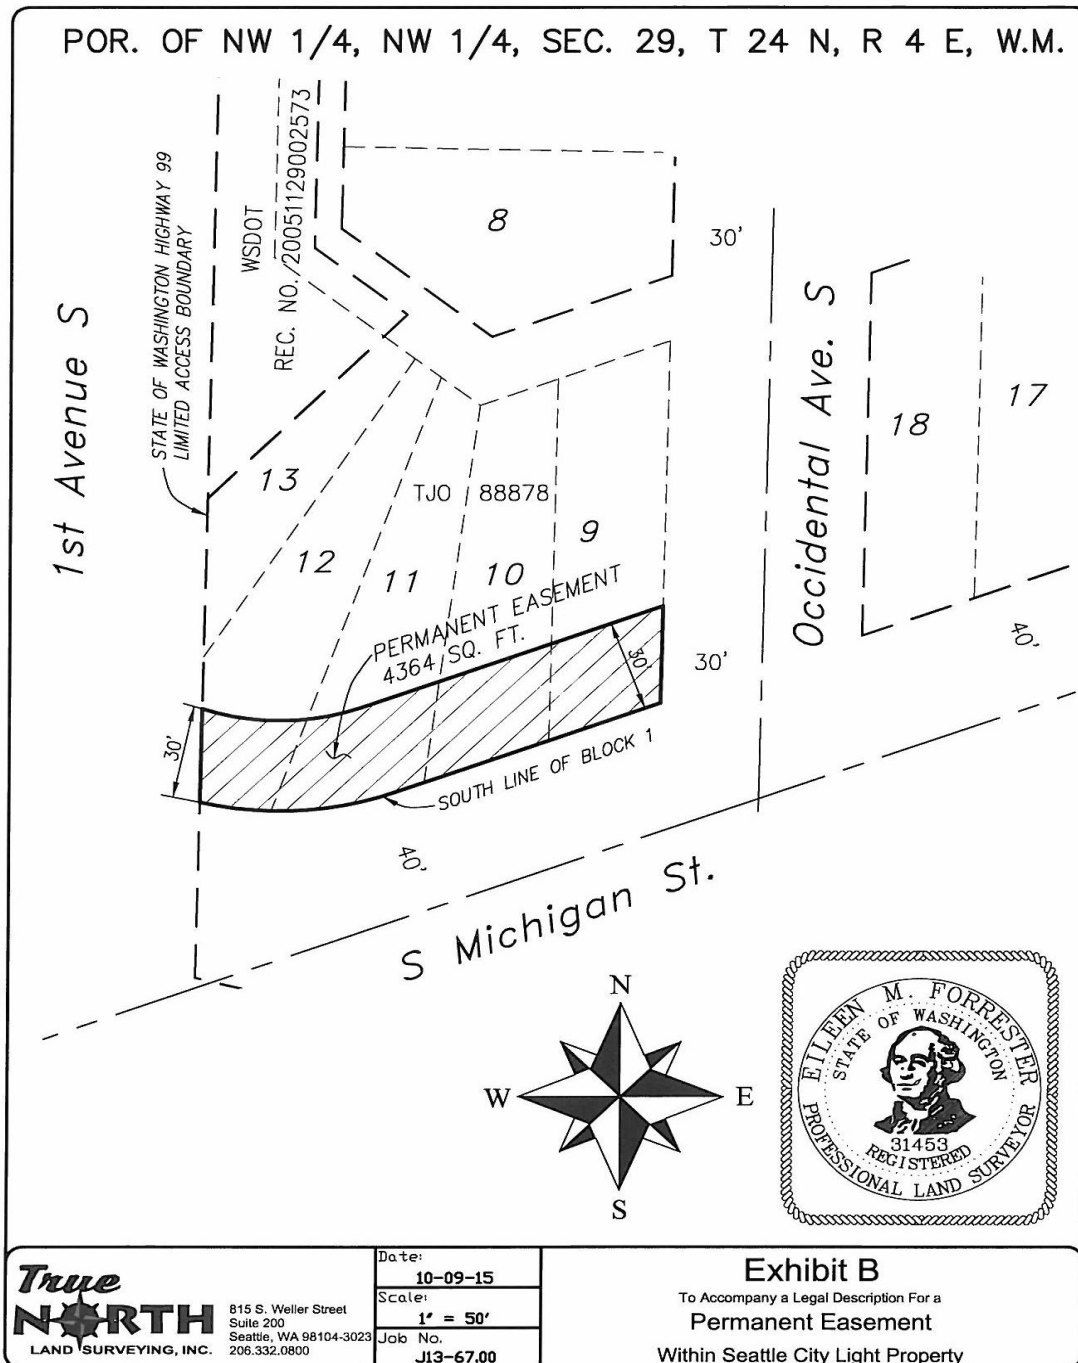 POR. OF NW 1/4, NW 1/4, SEC. 29, T 24 N, R 4 E, W.M.
1st Avenue S
STATE OF WASHINGTON HIGHWAY 99
LIMITED ACCESS BOUNDARY
WSDOT
REC. NO. 20051129002573
8
30'
Occidental Ave. S
18
17
13
12
11
10
9
TJO 88878
PERMANENT EASEMENT
4364 SQ. FT.
30'
30'
30'
40'
SOUTH LINE OF BLOCK 1
40'
S Michigan St.
N
W
E
S
EILEEN M. FORRESTER
STATE OF WASHINGTON
31453
REGISTERED
PROFESSIONAL LAND SURVEYOR
True
NORTH
LAND SURVEYING, INC.
815 S. Weller Street
Suite 200
Seattle, WA 98104-3023
206.332.0800
Date:
10-09-15
Scale:
1" = 50'
Job No.
J13-67.00
Exhibit B
To Accompany a Legal Description For a
Permanent Easement
Within Seattle City Light Property